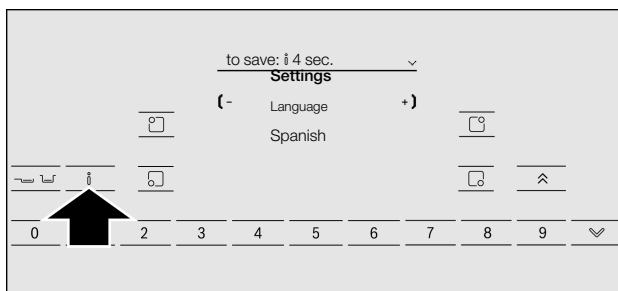 to save: i 4 sec.
Settings
- Language +
Spanish
i
0 2 3 4 5 6 7 8 9